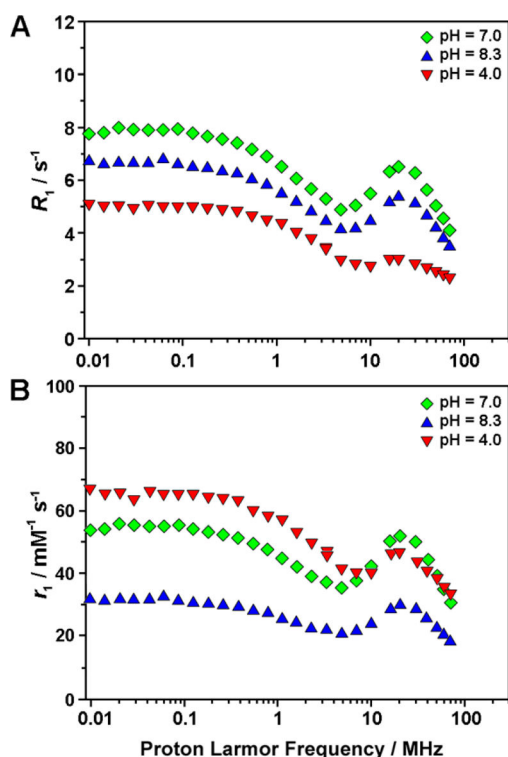 A
12
10
8
6
4
2
0
R1 / s-1
pH = 7.0
pH = 8.3
pH = 4.0
0.01
0.1
1
10
100
B
100
80
60
40
20
0
r1 / mM-1 s-1
pH = 7.0
pH = 8.3
pH = 4.0
0.01
0.1
1
10
100
Proton Larmor Frequency / MHz